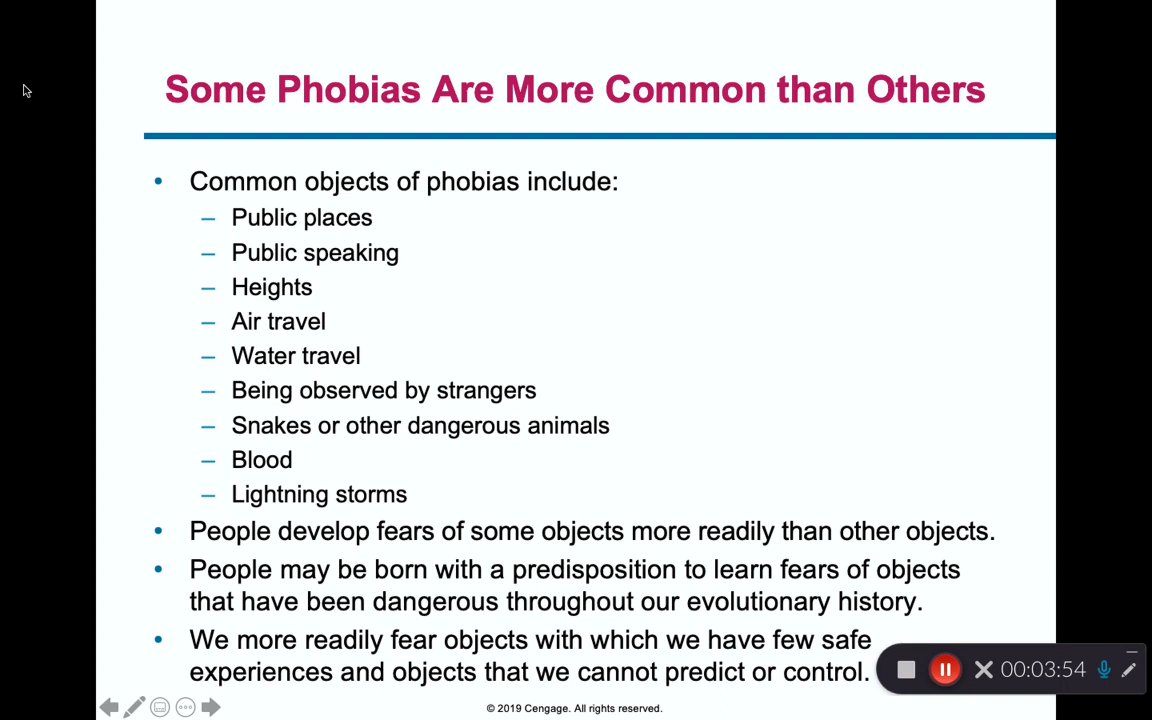 Some Phobias Are More Common than Others
• Common objects of phobias include:
– Public places
– Public speaking
– Heights
– Air travel
– Water travel
– Being observed by strangers
– Snakes or other dangerous animals
– Blood
– Lightning storms
• People develop fears of some objects more readily than other objects.
• People may be born with a predisposition to learn fears of objects
that have been dangerous throughout our evolutionary history.
• We more readily fear objects with which we have few safe
experiences and objects that we cannot predict or control.
00:03:54
© 2019 Cengage. All rights reserved.